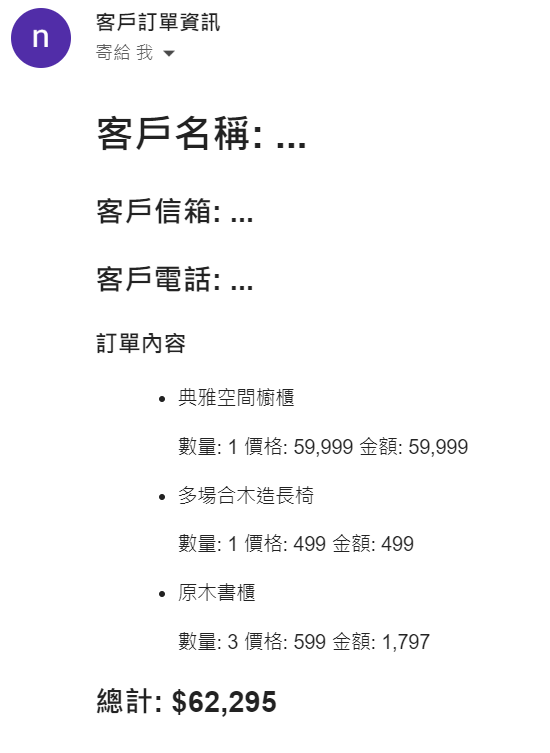 n
客戶訂單資訊
寄給 我
客戶名稱: ...
客戶信箱: ...
客戶電話: ...
訂單內容
典雅空間櫥櫃
數量: 1 價格: 59,999 金額: 59,999
多場合木造長椅
數量: 1 價格: 499 金額: 499
原木書櫃
數量: 3 價格: 599 金額: 1,797
總計: $62,295